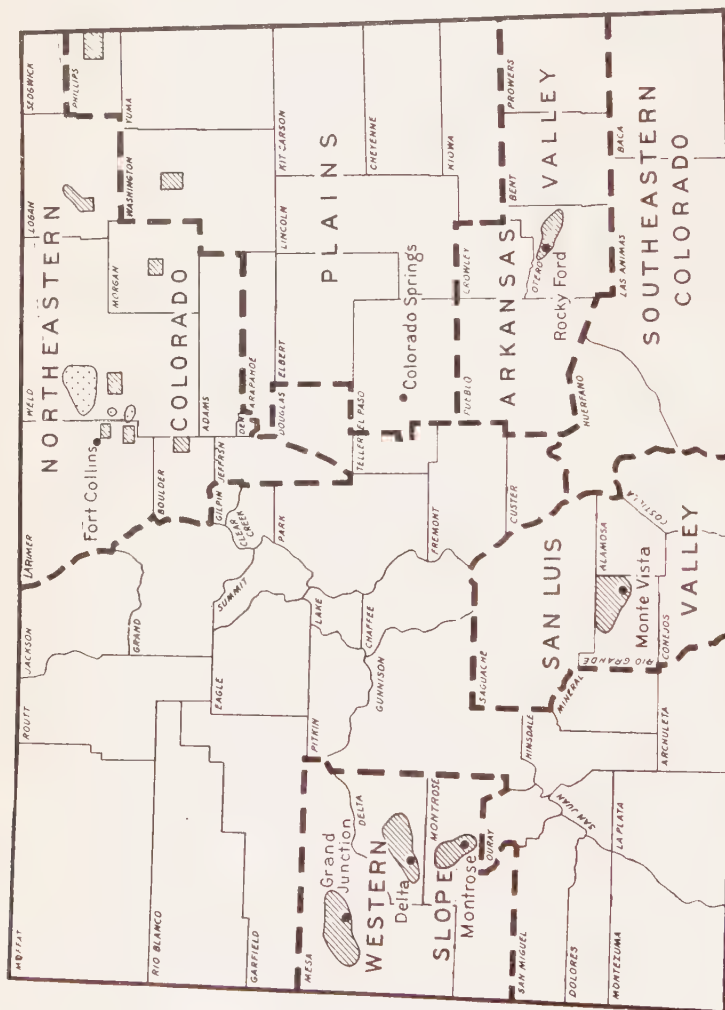 MOFFAT
ROUTT
JACKSON
LARIMER
WELD
LOGAN
SEDGWICK
PHILLIPS
NORTHEASTERN
COLORADO
Fort Collins
MORGAN
WASHINGTON
YUMA
RIO BLANCO
GRAND
BOULDER
GILPIN
CLEAR CREEK
JEFFRSN
ADAMS
ARAPAHOE
GARFIELD
EAGLE
SUMMIT
PARK
DOUGLAS
ELBERT
LINCOLN
KIT CARSON
PLAINS
MESA
PITKIN
LAKE
CHAFFEE
TELLER
EL PASO
CHEYENNE
Colorado Springs
Grand Junction
DELTA
WESTERN
SLOPE
Delta
GUNNISON
FREMONT
PUEBLO
CROWLEY
KIOWA
MONTROSE
Montrose
OURAY
SAGUACHE
CUSTER
ARKANSAS
VALLEY
OTERO
BENT
PROWERS
Rocky Ford
SAN MIGUEL
HINSDALE
MINERAL
SAN LUIS
VALLEY
ALAMOSA
HUERFANO
LAS ANIMAS
BACA
DOLORES
SAN JUAN
RIO GRANDE
Monte Vista
COSTILLA
SOUTHEASTERN
COLORADO
MONTEZUMA
LA PLATA
ARCHULETA
CONEJOS